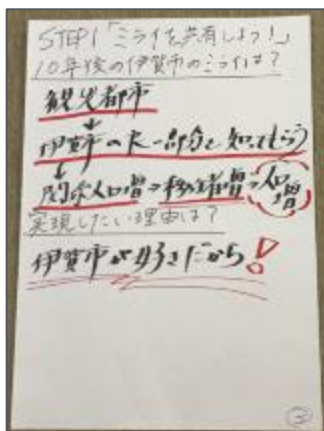 STEP1「ミライを共有しよう!」
10年後の伊賀市のミライは?
観光都市
↓
伊賀市の良い部分を知ってもらう
↓
関係人口増→移住者増→人口増
実現したい理由は?
伊賀市が好きだから!
③